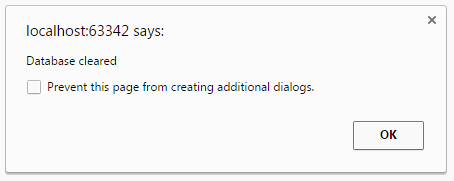 localhost:63342 says:
Database cleared
Prevent this page from creating additional dialogs.
OK